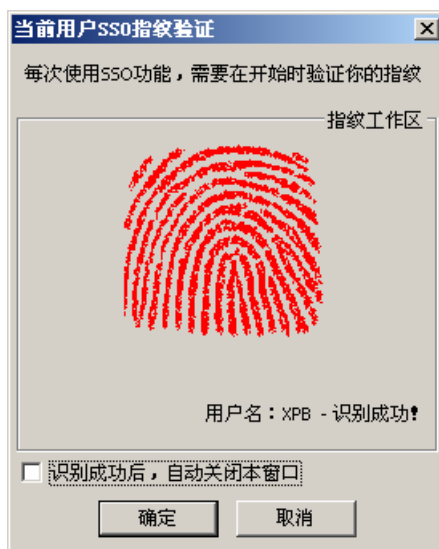 当前用户SSO指纹验证
每次使用SSO功能，需要在开始时验证你的指纹
指纹工作区
用户名：XPB - 识别成功!
识别成功后，自动关闭本窗口
确定
取消